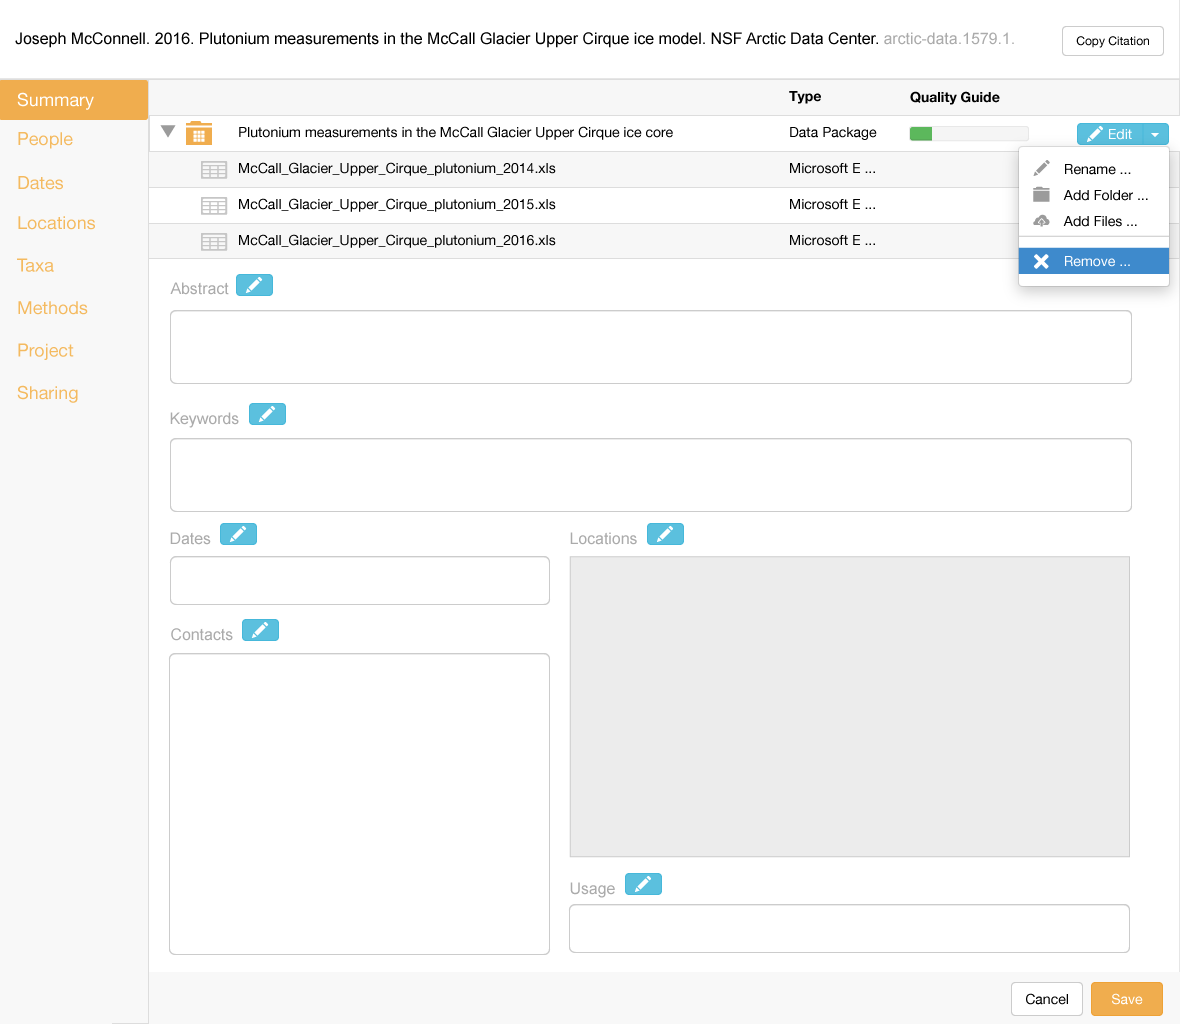 Joseph McConnell. 2016. Plutonium measurements in the McCall Glacier Upper Cirque ice model. NSF Arctic Data Center. arctic-data.1579.1.
Copy Citation
Summary
People
Dates
Locations
Taxa
Methods
Project
Sharing
Type Quality Guide
Plutonium measurements in the McCall Glacier Upper Cirque ice core Data Package Edit
McCall_Glacier_Upper_Cirque_plutonium_2014.xls Microsoft E ...
McCall_Glacier_Upper_Cirque_plutonium_2015.xls Microsoft E ...
McCall_Glacier_Upper_Cirque_plutonium_2016.xls Microsoft E ...
Rename ...
Add Folder ...
Add Files ...
Remove ...
Abstract
Keywords
Dates
Locations
Contacts
Usage
Cancel
Save